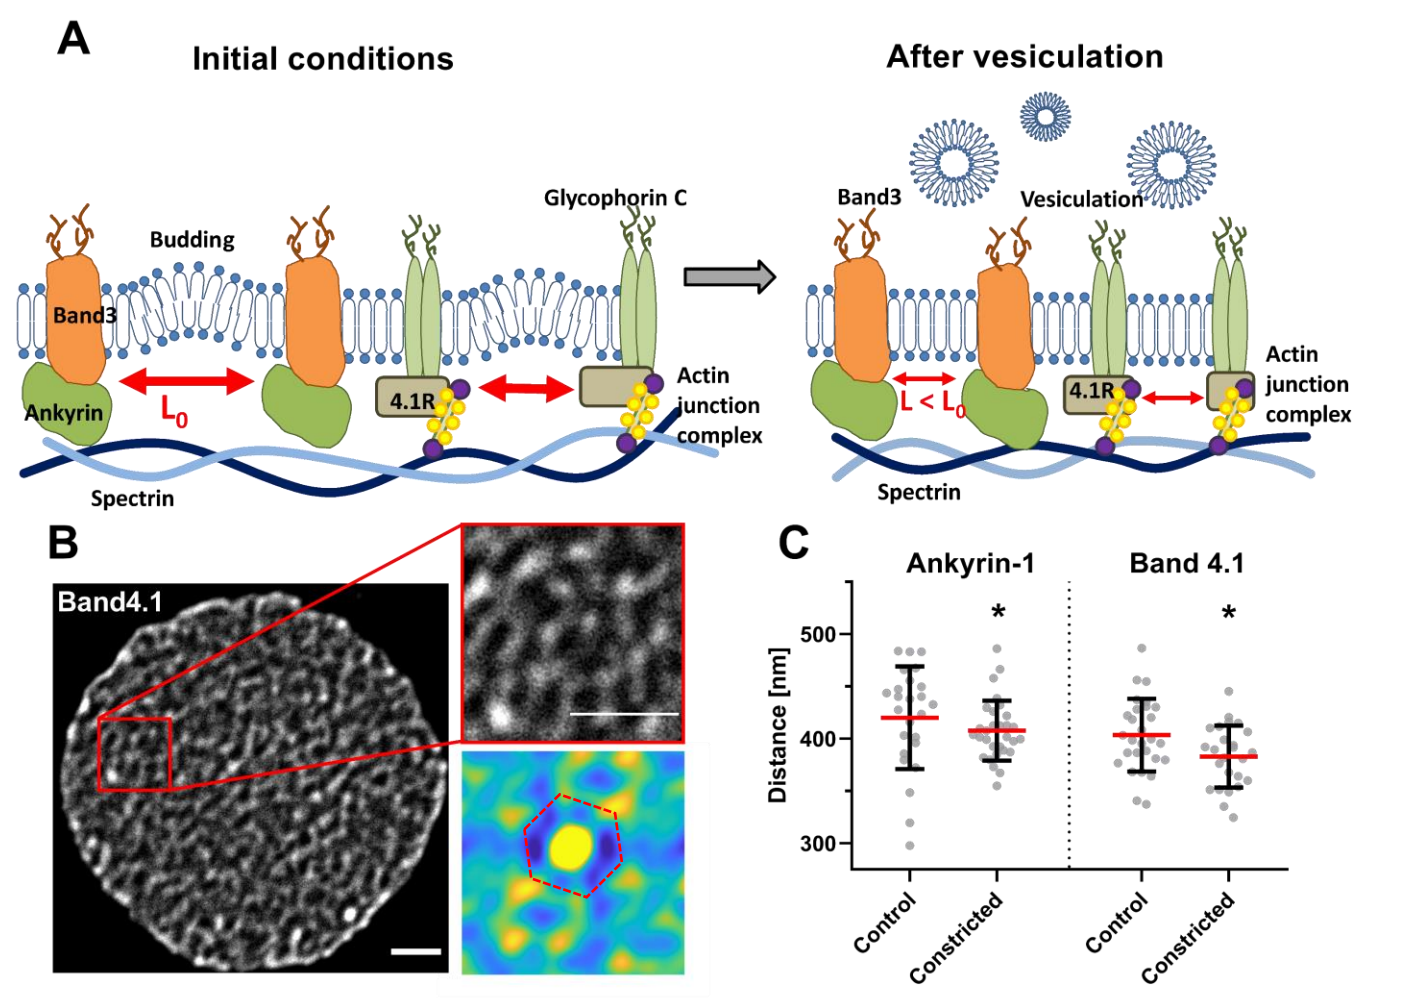 A
Initial conditions
After vesiculation
Glycophorin C
Budding
Band3
Ankyrin
L0
4.1R
Actin
junction
complex
Spectrin
Band3
Vesiculation
L < L0
4.1R
Actin
junction
complex
Spectrin
B
Band4.1
C
Ankyrin-1
Band 4.1
*
*
Distance [nm]
500
400
300
Control
Constricted
Control
Constricted